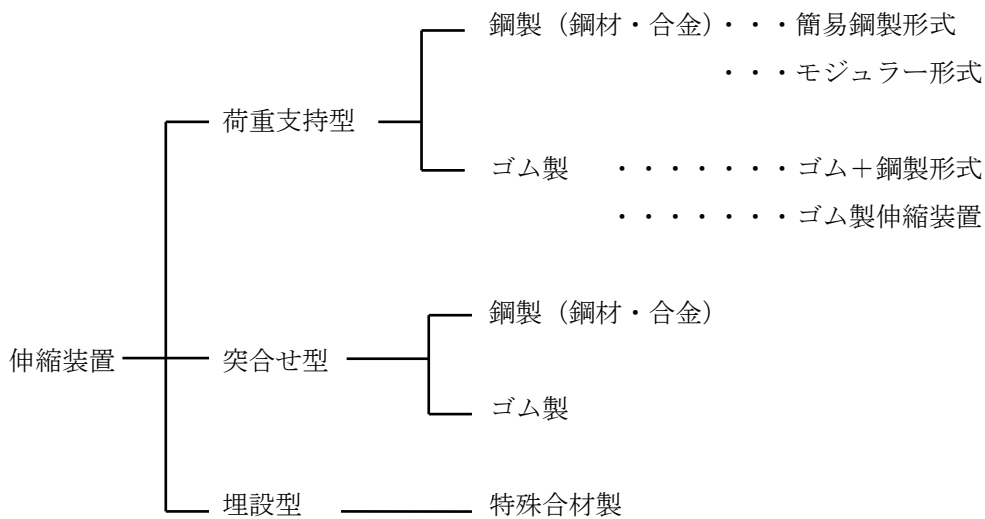 鋼製（鋼材・合金）・・・簡易鋼製形式
・・・モジュラー形式
荷重支持型
ゴム製　・・・・・・・ゴム＋鋼製形式
・・・・・・・ゴム製伸縮装置
鋼製（鋼材・合金）
伸縮装置　突合せ型
ゴム製
埋設型　特殊合材製